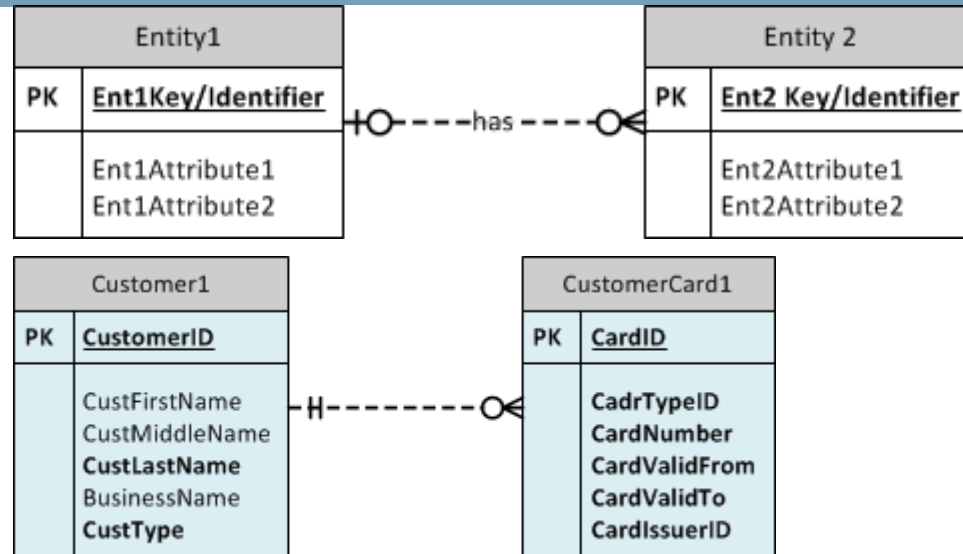 Entity1
PK Ent1Key/Identifier
Ent1Attribute1
Ent1Attribute2
has
Entity 2
PK Ent2 Key/Identifier
Ent2Attribute1
Ent2Attribute2
Customer1
PK CustomerID
CustFirstName
CustMiddleName
CustLastName
BusinessName
CustType
CustomerCard1
PK CardID
CadrTypeID
CardNumber
CardValidFrom
CardValidTo
CardIssuerID